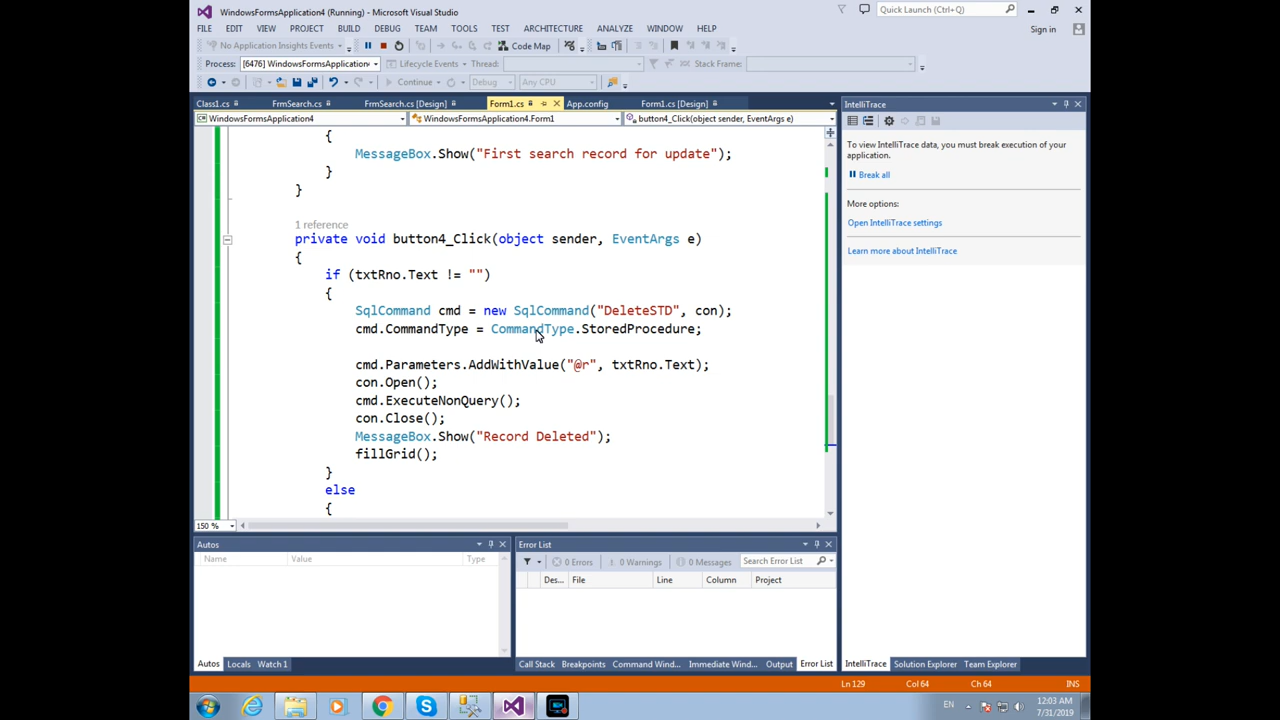 WindowsFormsApplication4 (Running) - Microsoft Visual Studio
Quick Launch (Ctrl+Q)
FILE EDIT VIEW PROJECT BUILD DEBUG TEAM TOOLS TEST ARCHITECTURE ANALYZE WINDOW HELP
Sign in
No Application Insights Events
Code Map
Process: [6476] WindowsFormsApplication Lifecycle Events Thread: Stack Frame:
Continue Debug Any CPU
Class1.cs FrmSearch.cs FrmSearch.cs [Design] Form1.cs App.config Form1.cs [Design]
WindowsFormsApplication4 WindowsFormsApplication4.Form1 button4_Click(object sender, EventArgs e)
{
MessageBox.Show("First search record for update");
}
}
1 reference
private void button4_Click(object sender, EventArgs e)
{
if (txtRno.Text != "")
{
SqlCommand cmd = new SqlCommand("DeleteSTD", con);
cmd.CommandType = CommandType.StoredProcedure;
cmd.Parameters.AddWithValue("@r", txtRno.Text);
con.Open();
cmd.ExecuteNonQuery();
con.Close();
MessageBox.Show("Record Deleted");
fillGrid();
}
else
{
150 %
IntelliTrace
To view IntelliTrace data, you must break execution of your
application.
Break all
More options:
Open IntelliTrace settings
Learn more about IntelliTrace
Autos
Name Value Type
Error List
0 Errors 0 Warnings 0 Messages Search Error List
Des... File Line Column Project
Autos Locals Watch 1
Call Stack Breakpoints Command Wind... Immediate Wind... Output Error List
IntelliTrace Solution Explorer Team Explorer
Ln 129 Col 64 Ch 64 INS
EN
12:03 AM
7/31/2019